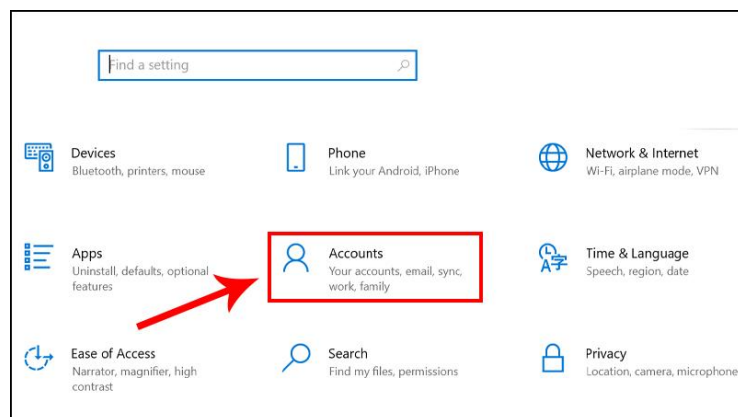 Find a setting
Devices
Bluetooth, printers, mouse
Phone
Link your Android, iPhone
Network & Internet
Wi-Fi, airplane mode, VPN
Apps
Uninstall, defaults, optional
features
Accounts
Your accounts, email, sync,
work, family
Time & Language
Speech, region, date
Ease of Access
Narrator, magnifier, high
contrast
Search
Find my files, permissions
Privacy
Location, camera, microphone